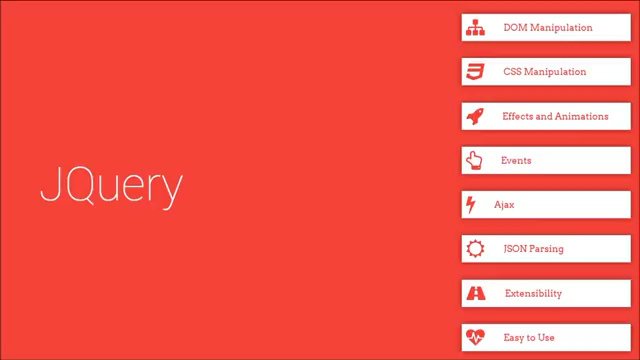 JQuery
DOM Manipulation
CSS Manipulation
Effects and Animations
Events
Ajax
JSON Parsing
Extensibility
Easy to Use